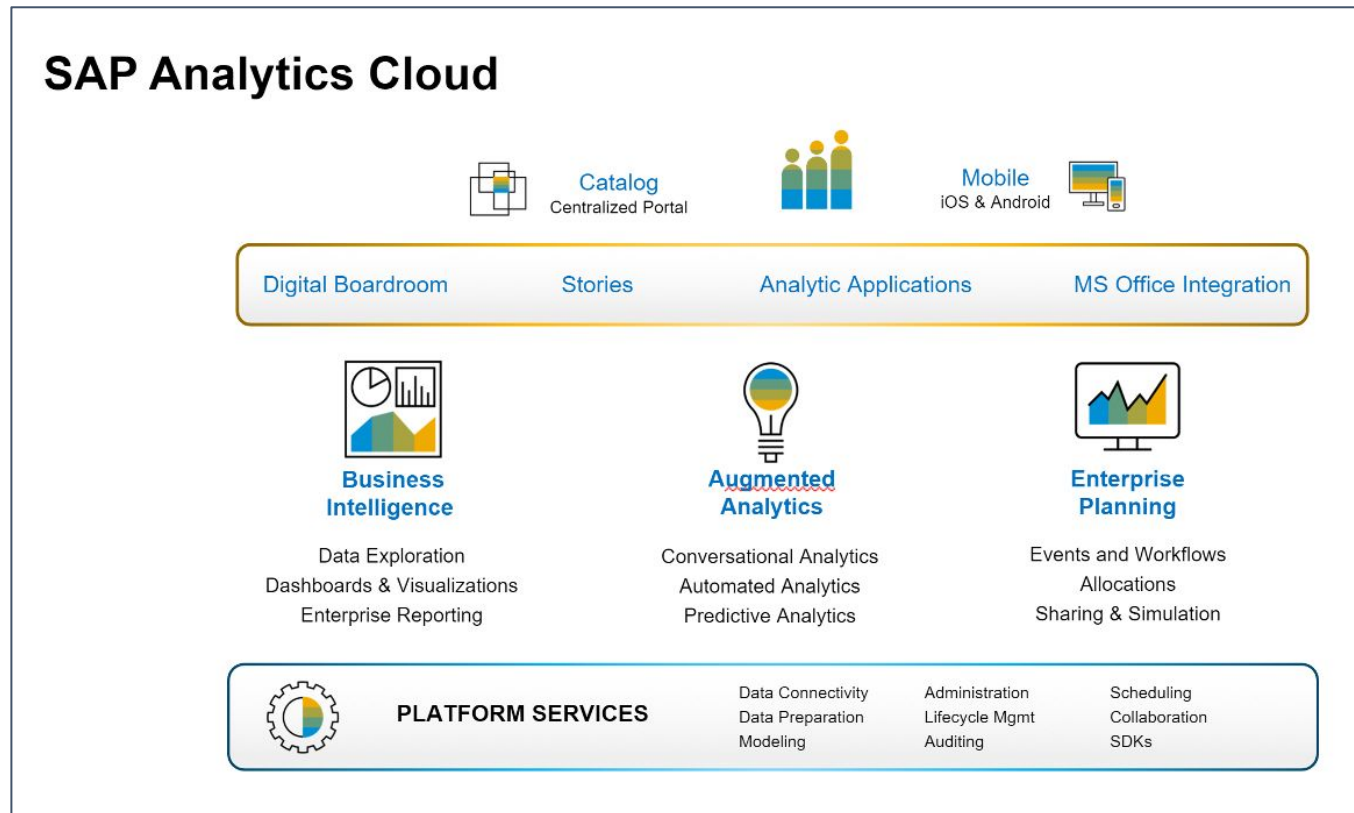 SAP Analytics Cloud
Catalog
Centralized Portal
Mobile
iOS & Android
Digital Boardroom
Stories
Analytic Applications
MS Office Integration
Business
Intelligence
Data Exploration
Dashboards & Visualizations
Enterprise Reporting
Augmented
Analytics
Conversational Analytics
Automated Analytics
Predictive Analytics
Enterprise
Planning
Events and Workflows
Allocations
Sharing & Simulation
PLATFORM SERVICES
Data Connectivity
Data Preparation
Modeling
Administration
Lifecycle Mgmt
Auditing
Scheduling
Collaboration
SDKs